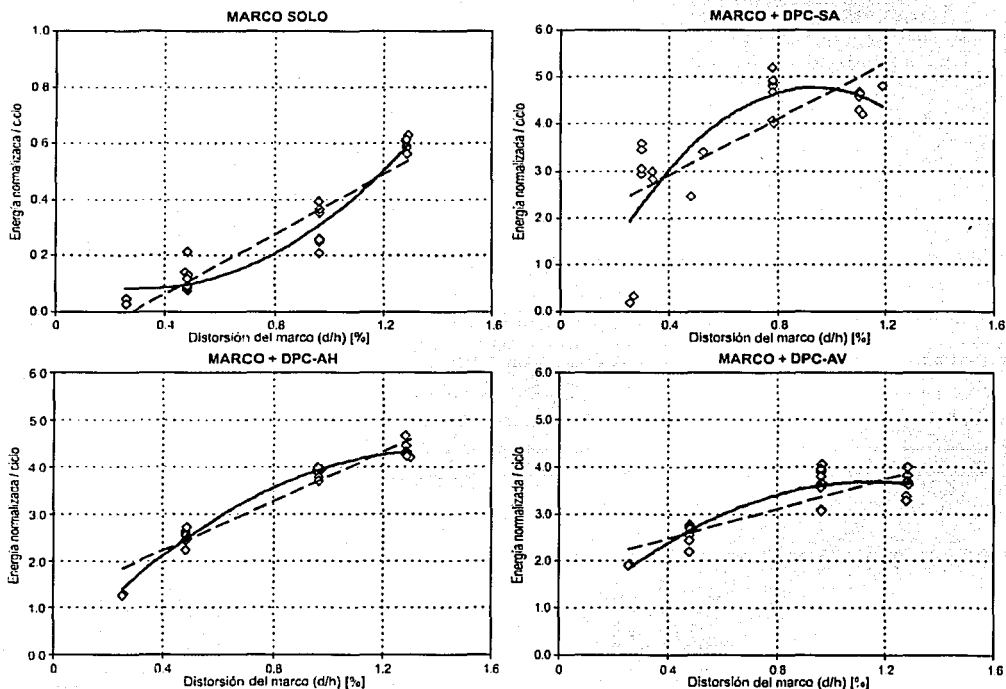 MARCO SOLO
1.0
0.8
0.6
0.4
0.2
0.0
Energía normalizada / ciclo
0 0.4 0.8 1.2 1.6
Distorsión del marco (d/h) [%]
MARCO + DPC-SA
6.0
5.0
4.0
3.0
2.0
1.0
0.0
Energía normalizada / ciclo
0 0.4 0.8 1.2 1.6
Distorsión del marco (d/h) [%]
MARCO + DPC-AH
6.0
5.0
4.0
3.0
2.0
1.0
0.0
Energía normalizada / ciclo
0 0.4 0.8 1.2 1.6
Distorsión del marco (d/h) [%]
MARCO + DPC-AV
6.0
5.0
4.0
3.0
2.0
1.0
0.0
Energía normalizada / ciclo
0 0.4 0.8 1.2 1.6
Distorsión del marco (d/h) [%]